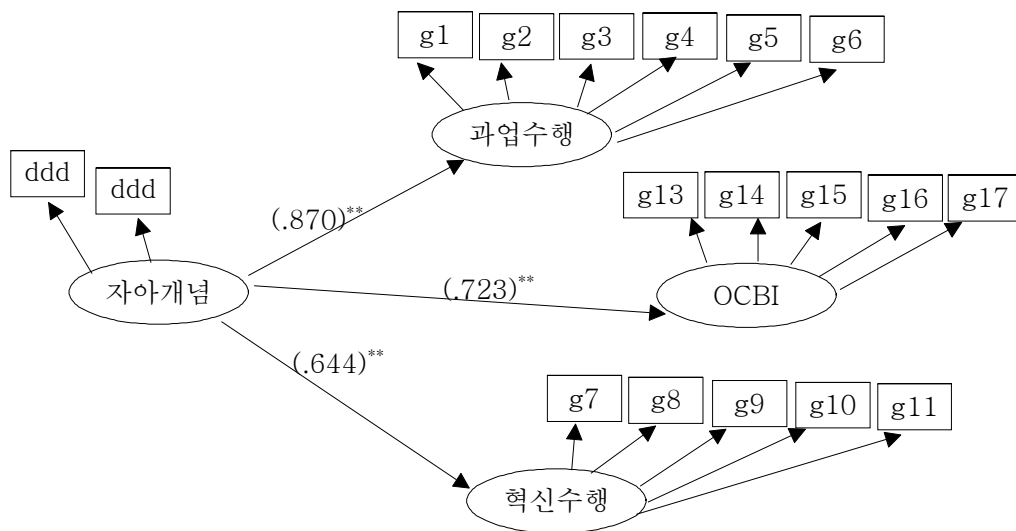 g1 g2 g3 g4 g5 g6
과업수행
ddd ddd
g13 g14 g15 g16 g17
(.870)**
자아개념
(.723)**
OCBI
(.644)**
g7 g8 g9 g10 g11
혁신수행